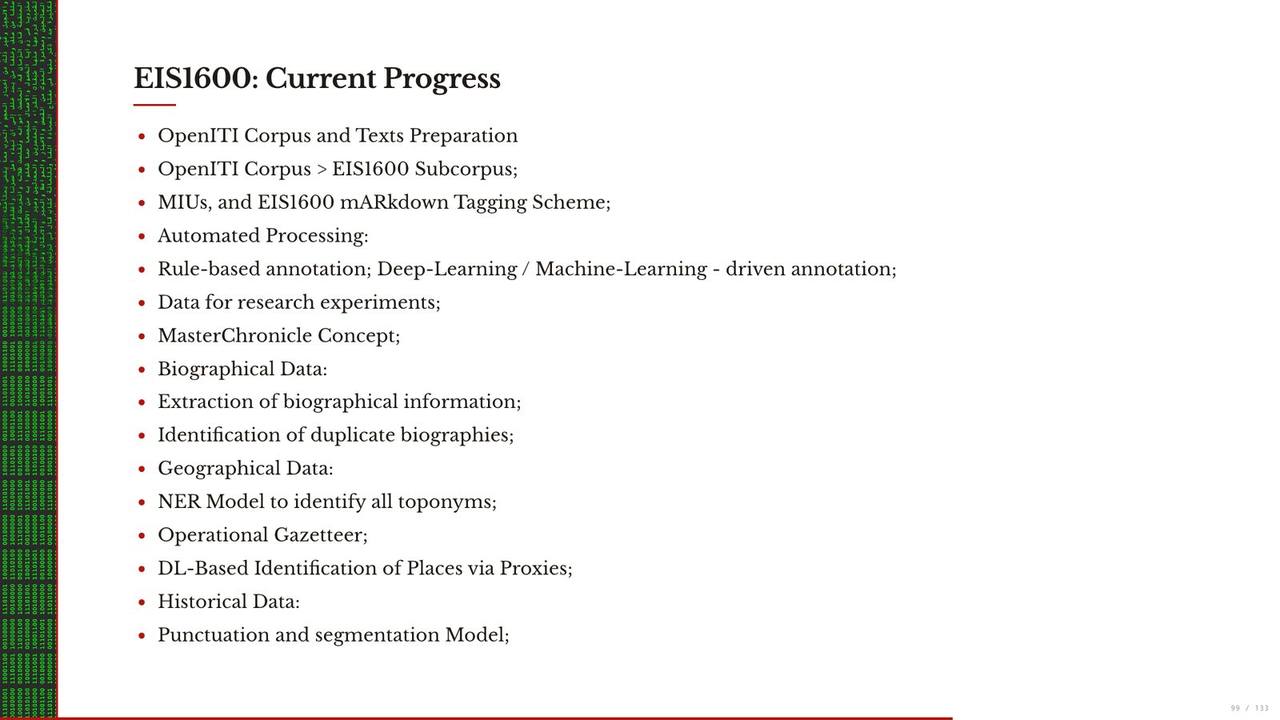 EIS1600: Current Progress
• OpenITI Corpus and Texts Preparation
• OpenITI Corpus > EIS1600 Subcorpus;
• MIUs, and EIS1600 mARkdown Tagging Scheme;
• Automated Processing:
• Rule-based annotation; Deep-Learning / Machine-Learning - driven annotation;
• Data for research experiments;
• MasterChronicle Concept;
• Biographical Data:
• Extraction of biographical information;
• Identification of duplicate biographies;
• Geographical Data:
• NER Model to identify all toponyms;
• Operational Gazetteer;
• DL-Based Identification of Places via Proxies;
• Historical Data:
• Punctuation and segmentation Model;
99 / 133